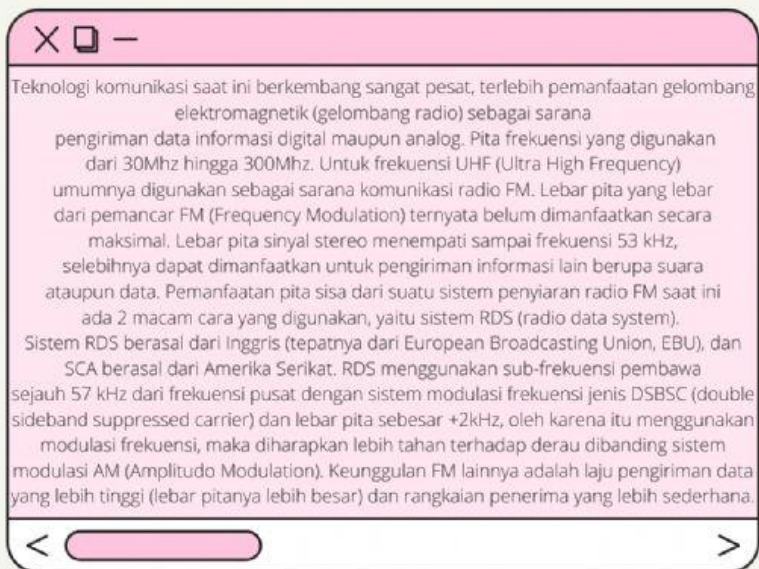 Teknologi komunikasi saat ini berkembang sangat pesat, terlebih pemanfaatan gelombang
elektromagnetik (gelombang radio) sebagai sarana
pengiriman data informasi digital maupun analog. Pita frekuensi yang digunakan
dari 30Mhz hingga 300Mhz. Untuk frekuensi UHF (Ultra High Frequency)
umumnya digunakan sebagai sarana komunikasi radio FM. Lebar pita yang lebar
dari pemancar FM (Frequency Modulation) ternyata belum dimanfaatkan secara
maksimal. Lebar pita sinyal stereo menempati sampai frekuensi 53 kHz,
selebihnya dapat dimanfaatkan untuk pengiriman informasi lain berupa suara
ataupun data. Pemanfaatan pita sisa dari suatu sistem penyiaran radio FM saat ini
ada 2 macam cara yang digunakan, yaitu sistem RDS (radio data system).
Sistem RDS berasal dari Inggris (tepatnya dari European Broadcasting Union, EBU), dan
SCA berasal dari Amerika Serikat. RDS menggunakan sub-frekuensi pembawa
sejauh 57 kHz dari frekuensi pusat dengan sistem modulasi frekuensi jenis DSBSC (double
sideband suppressed carrier) dan lebar pita sebesar +2kHz, oleh karena itu menggunakan
modulasi frekuensi, maka diharapkan lebih tahan terhadap derau dibanding sistem
modulasi AM (Amplitudo Modulation). Keunggulan FM lainnya adalah laju pengiriman data
yang lebih tinggi (lebar pitanya lebih besar) dan rangkaian penerima yang lebih sederhana.